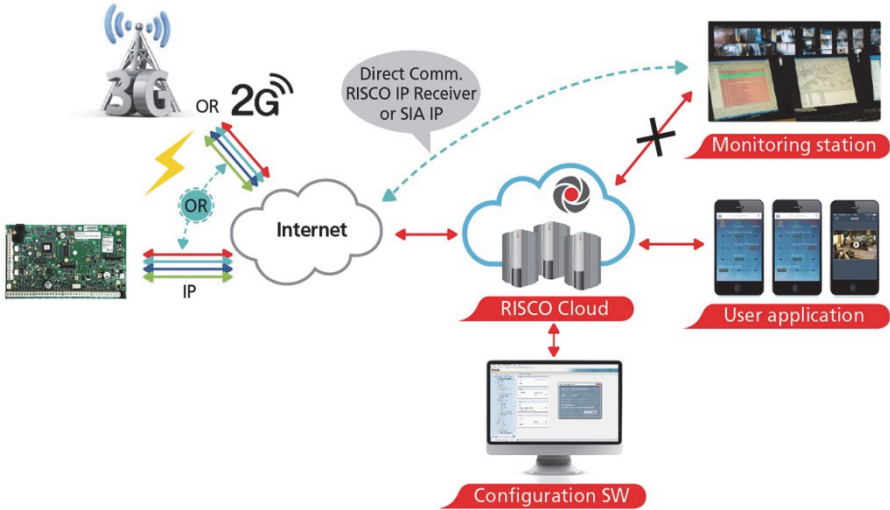 3G
OR
2G
Direct Comm.
RISCO IP Receiver
or SIA IP
Monitoring station
OR
Internet
IP
RISCO Cloud
User application
Configuration SW